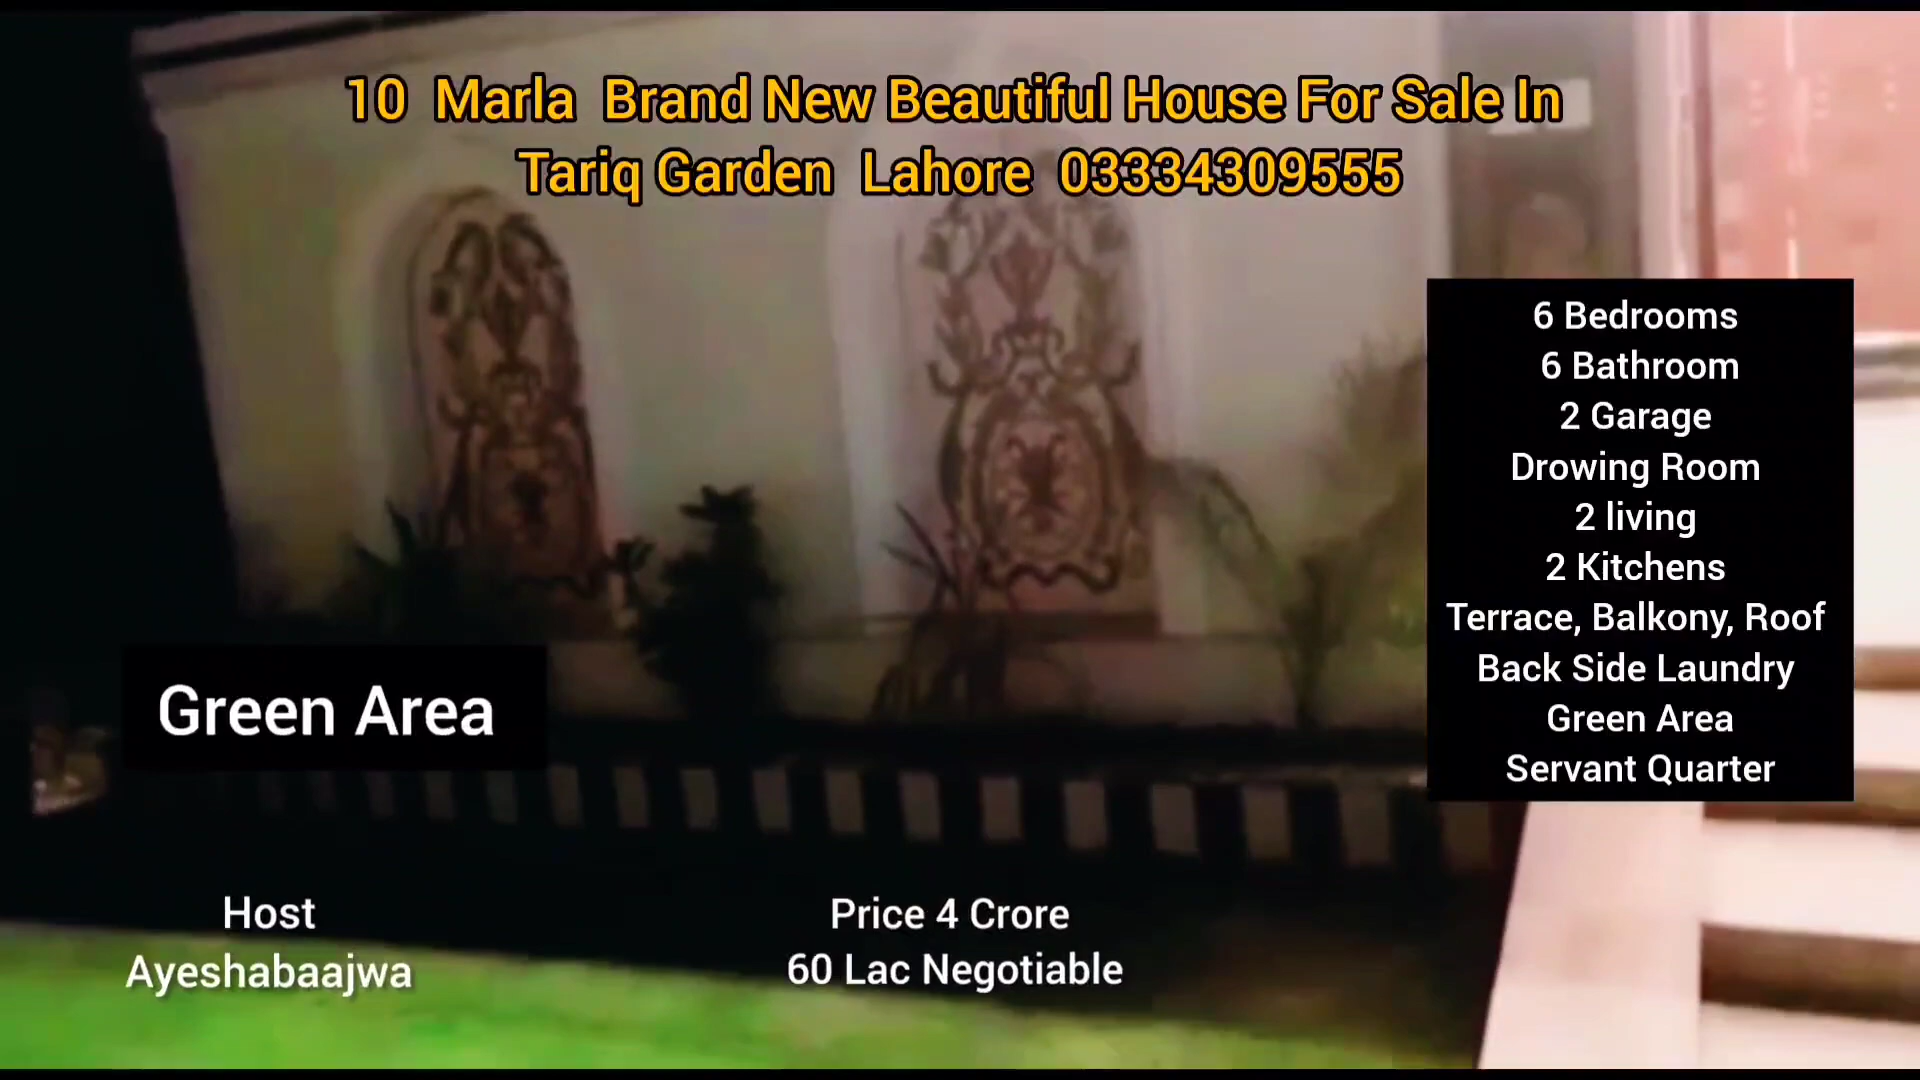 10 Marla Brand New Beautiful House For Sale In
Tariq Garden Lahore 03334309555
6 Bedrooms
6 Bathroom
2 Garage
Drowing Room
2 living
2 Kitchens
Terrace, Balkony, Roof
Back Side Laundry
Green Area
Servant Quarter
Green Area
Host
Ayeshabaajwa
Price 4 Crore
60 Lac Negotiable